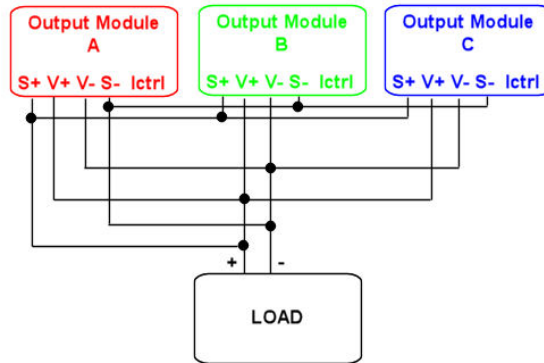 Output Module
A
S+ V+ V- S- Ictrl
Output Module
B
S+ V+ V- S- Ictrl
Output Module
C
S+ V+ V- S- Ictrl
+ -
LOAD